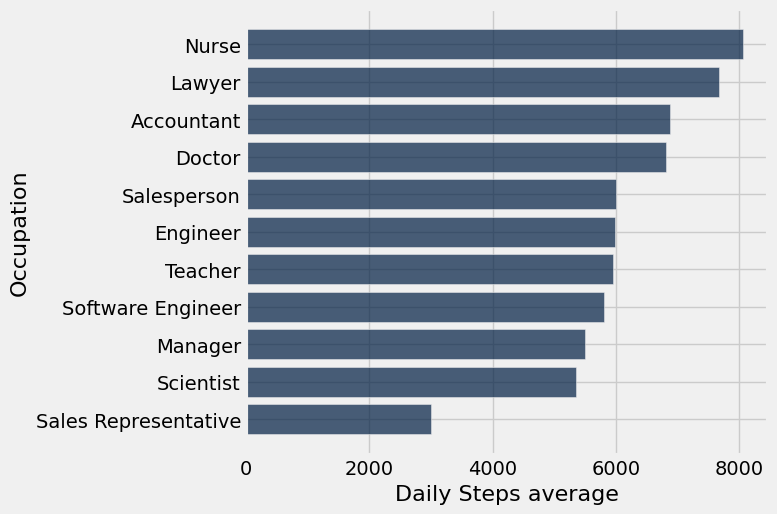 Occupation
Nurse
Lawyer
Accountant
Doctor
Salesperson
Engineer
Teacher
Software Engineer
Manager
Scientist
Sales Representative
0 2000 4000 6000 8000
Daily Steps average